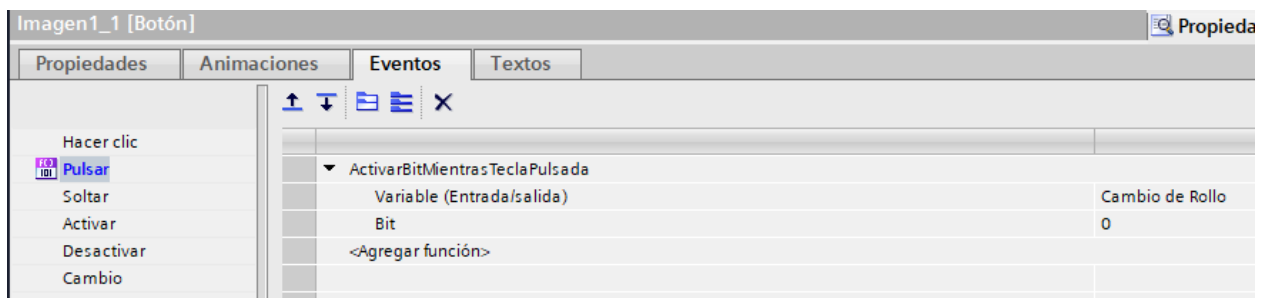 Imagen1_1 [Botón]
Propieda
Propiedades Animaciones Eventos Textos
Hacer clic
Pulsar
ActivarBitMientrasTeclaPulsada
Soltar
Variable (Entrada/salida) Cambio de Rollo
Activar
Bit 0
Desactivar
<Agregar función>
Cambio